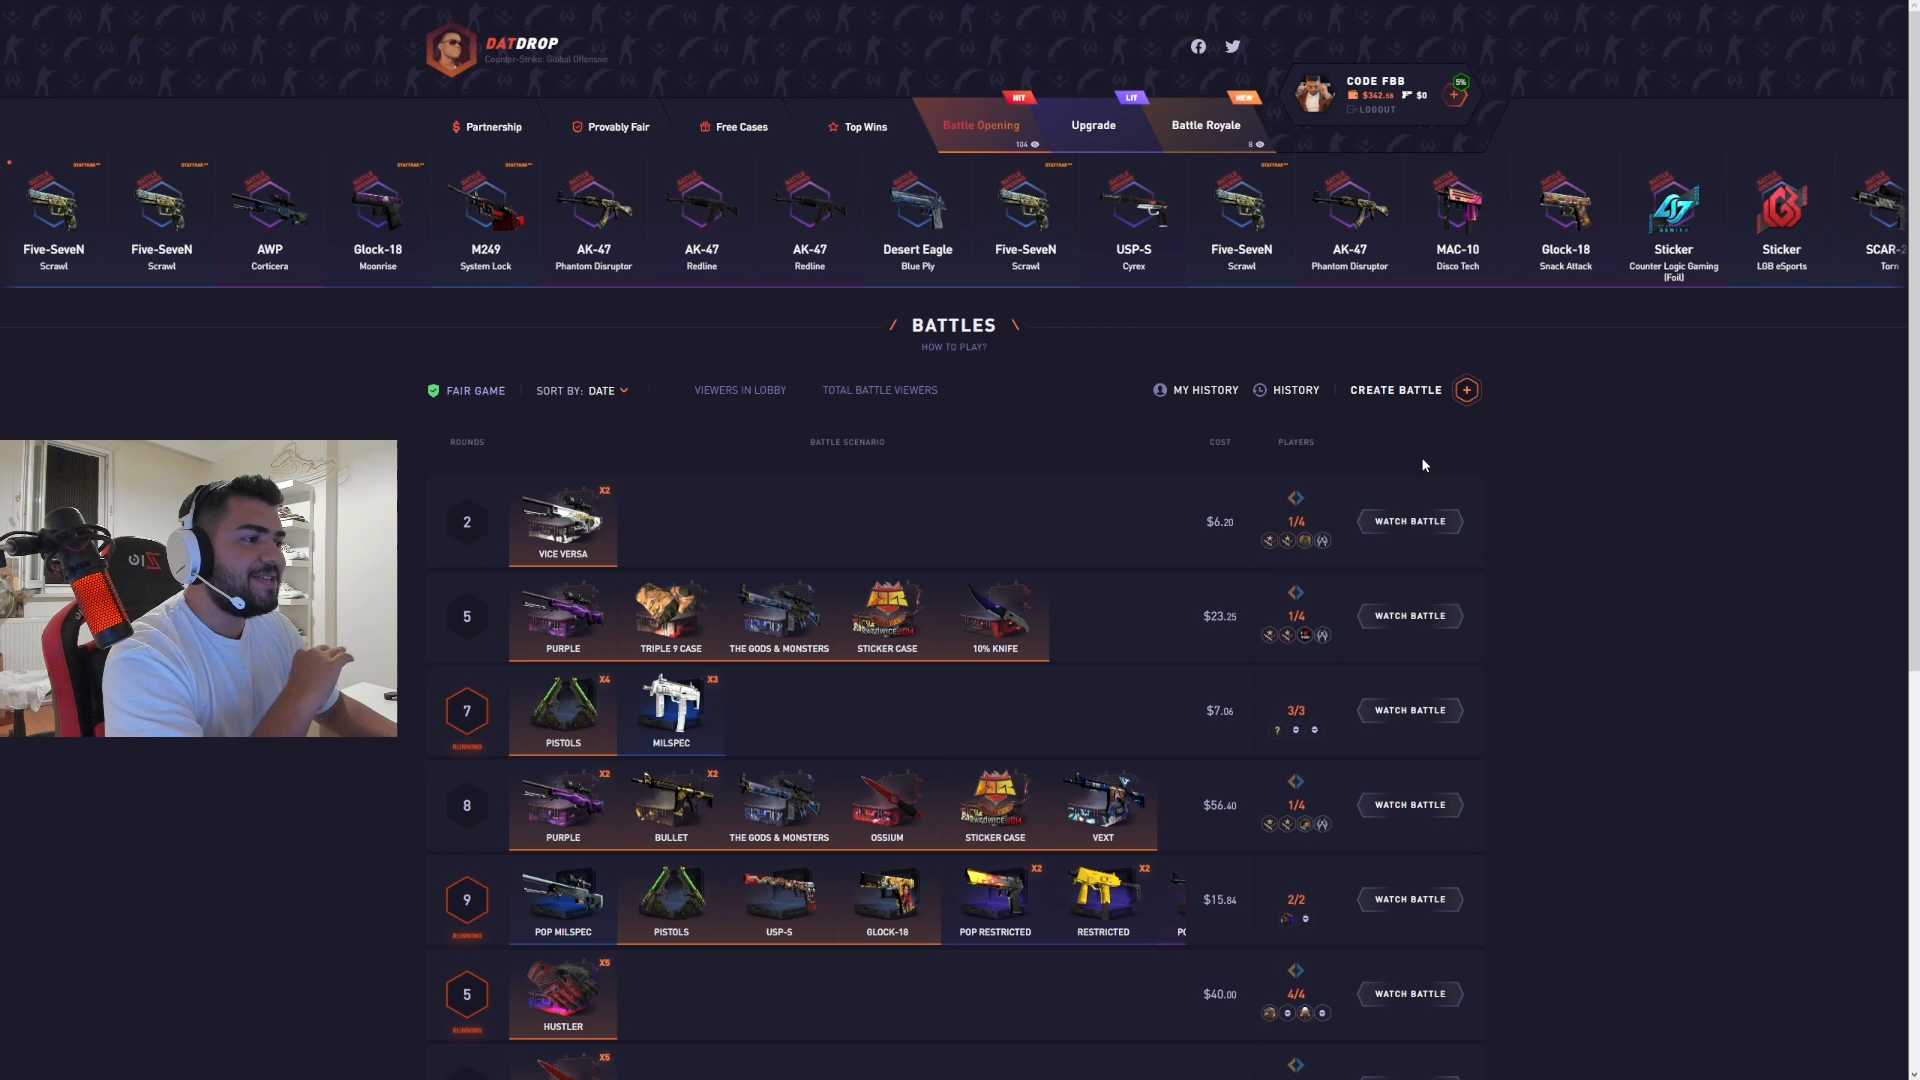 DATDROP
Counter-Strike: Global Offensive
CODE FBB
5%
$342.58 $0
LOGOUT
HIT
LIT
NEW
Partnership
Provably Fair
Free Cases
Top Wins
Battle Opening
104
Upgrade
Battle Royale
8
Five-SeveN
Scrawl
Five-SeveN
Scrawl
AWP
Corticera
Glock-18
Moonrise
M249
System Lock
AK-47
Phantom Disruptor
AK-47
Redline
AK-47
Redline
Desert Eagle
Blue Ply
Five-SeveN
Scrawl
USP-S
Cyrex
Five-SeveN
Scrawl
AK-47
Phantom Disruptor
MAC-10
Disco Tech
Glock-18
Snack Attack
Sticker
Counter Logic Gaming
(Foil)
Sticker
LGB eSports
SCAR-2
Torn
BATTLES
HOW TO PLAY?
FAIR GAME
SORT BY: DATE
VIEWERS IN LOBBY
TOTAL BATTLE VIEWERS
MY HISTORY
HISTORY
CREATE BATTLE
ROUNDS
BATTLE SCENARIO
COST
PLAYERS
2
X2
VICE VERSA
$6.20
1/4
WATCH BATTLE
5
PURPLE
TRIPLE 9 CASE
THE GODS & MONSTERS
STICKER CASE
10% KNIFE
$23.25
1/4
WATCH BATTLE
7
RUNNING
X4
PISTOLS
X3
MILSPEC
$7.06
3/3
WATCH BATTLE
8
X2
PURPLE
X2
BULLET
THE GODS & MONSTERS
OSSIUM
STICKER CASE
VEXT
$56.40
1/4
WATCH BATTLE
9
RUNNING
POP MILSPEC
PISTOLS
USP-S
GLOCK-18
X2
POP RESTRICTED
X2
RESTRICTED
$15.84
2/2
WATCH BATTLE
5
RUNNING
X5
HUSTLER
$40.00
4/4
WATCH BATTLE
X5